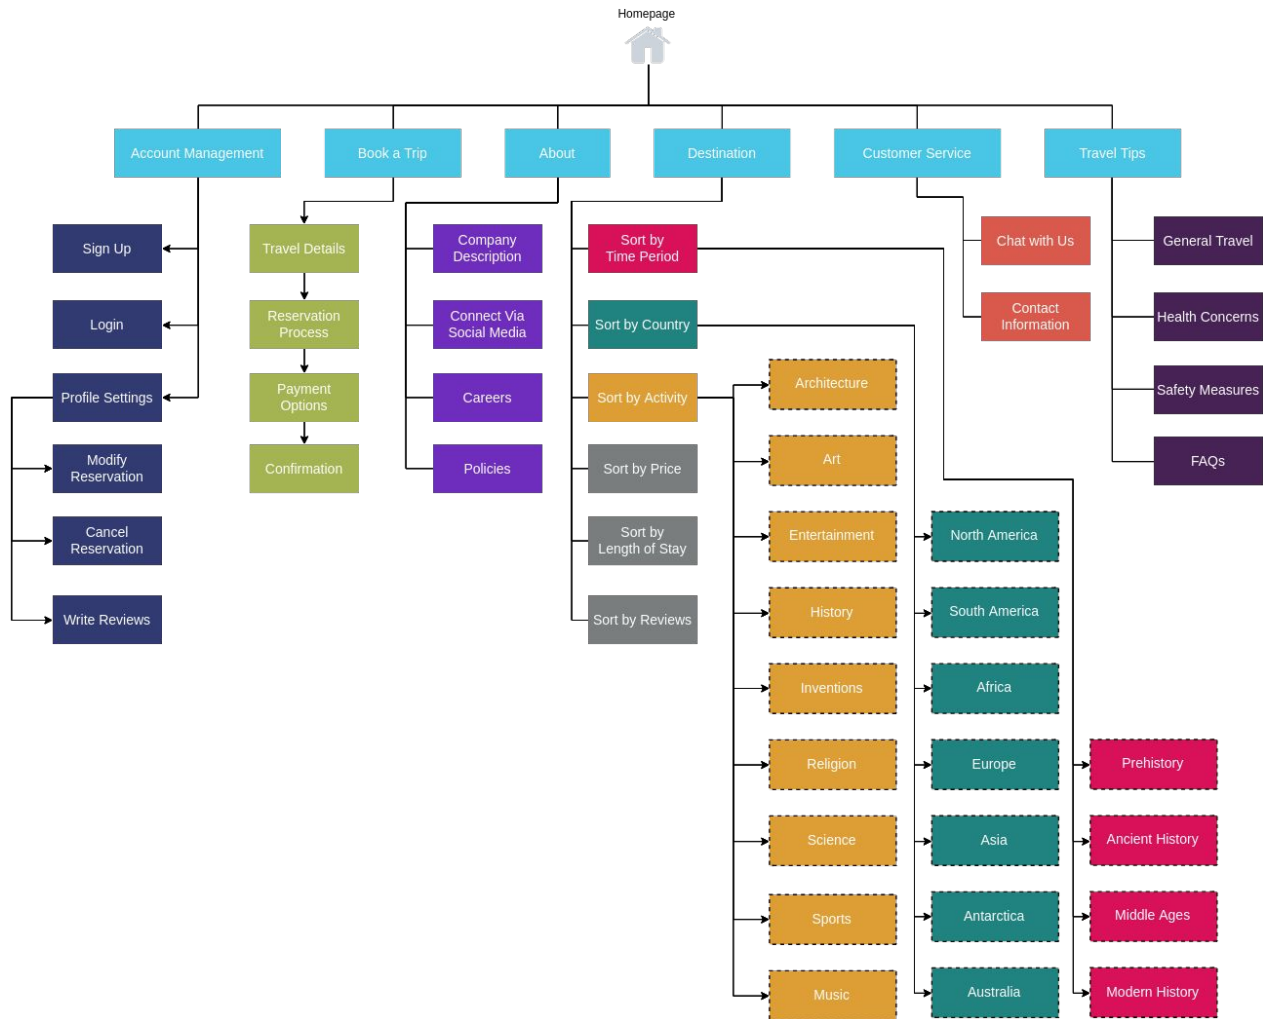 Homepage
Account Management
Book a Trip
About
Destination
Customer Service
Travel Tips
Sign Up
Login
Profile Settings
Modify
Reservation
Cancel
Reservation
Write Reviews
Travel Details
Reservation
Process
Payment
Options
Confirmation
Company
Description
Connect Via
Social Media
Careers
Policies
Sort by
Time Period
Sort by Country
Sort by Activity
Sort by Price
Sort by
Length of Stay
Sort by Reviews
Architecture
Art
Entertainment
History
Inventions
Religion
Science
Sports
Music
North America
South America
Africa
Europe
Asia
Antarctica
Australia
Prehistory
Ancient History
Middle Ages
Modern History
Chat with Us
Contact
Information
General Travel
Health Concerns
Safety Measures
FAQs